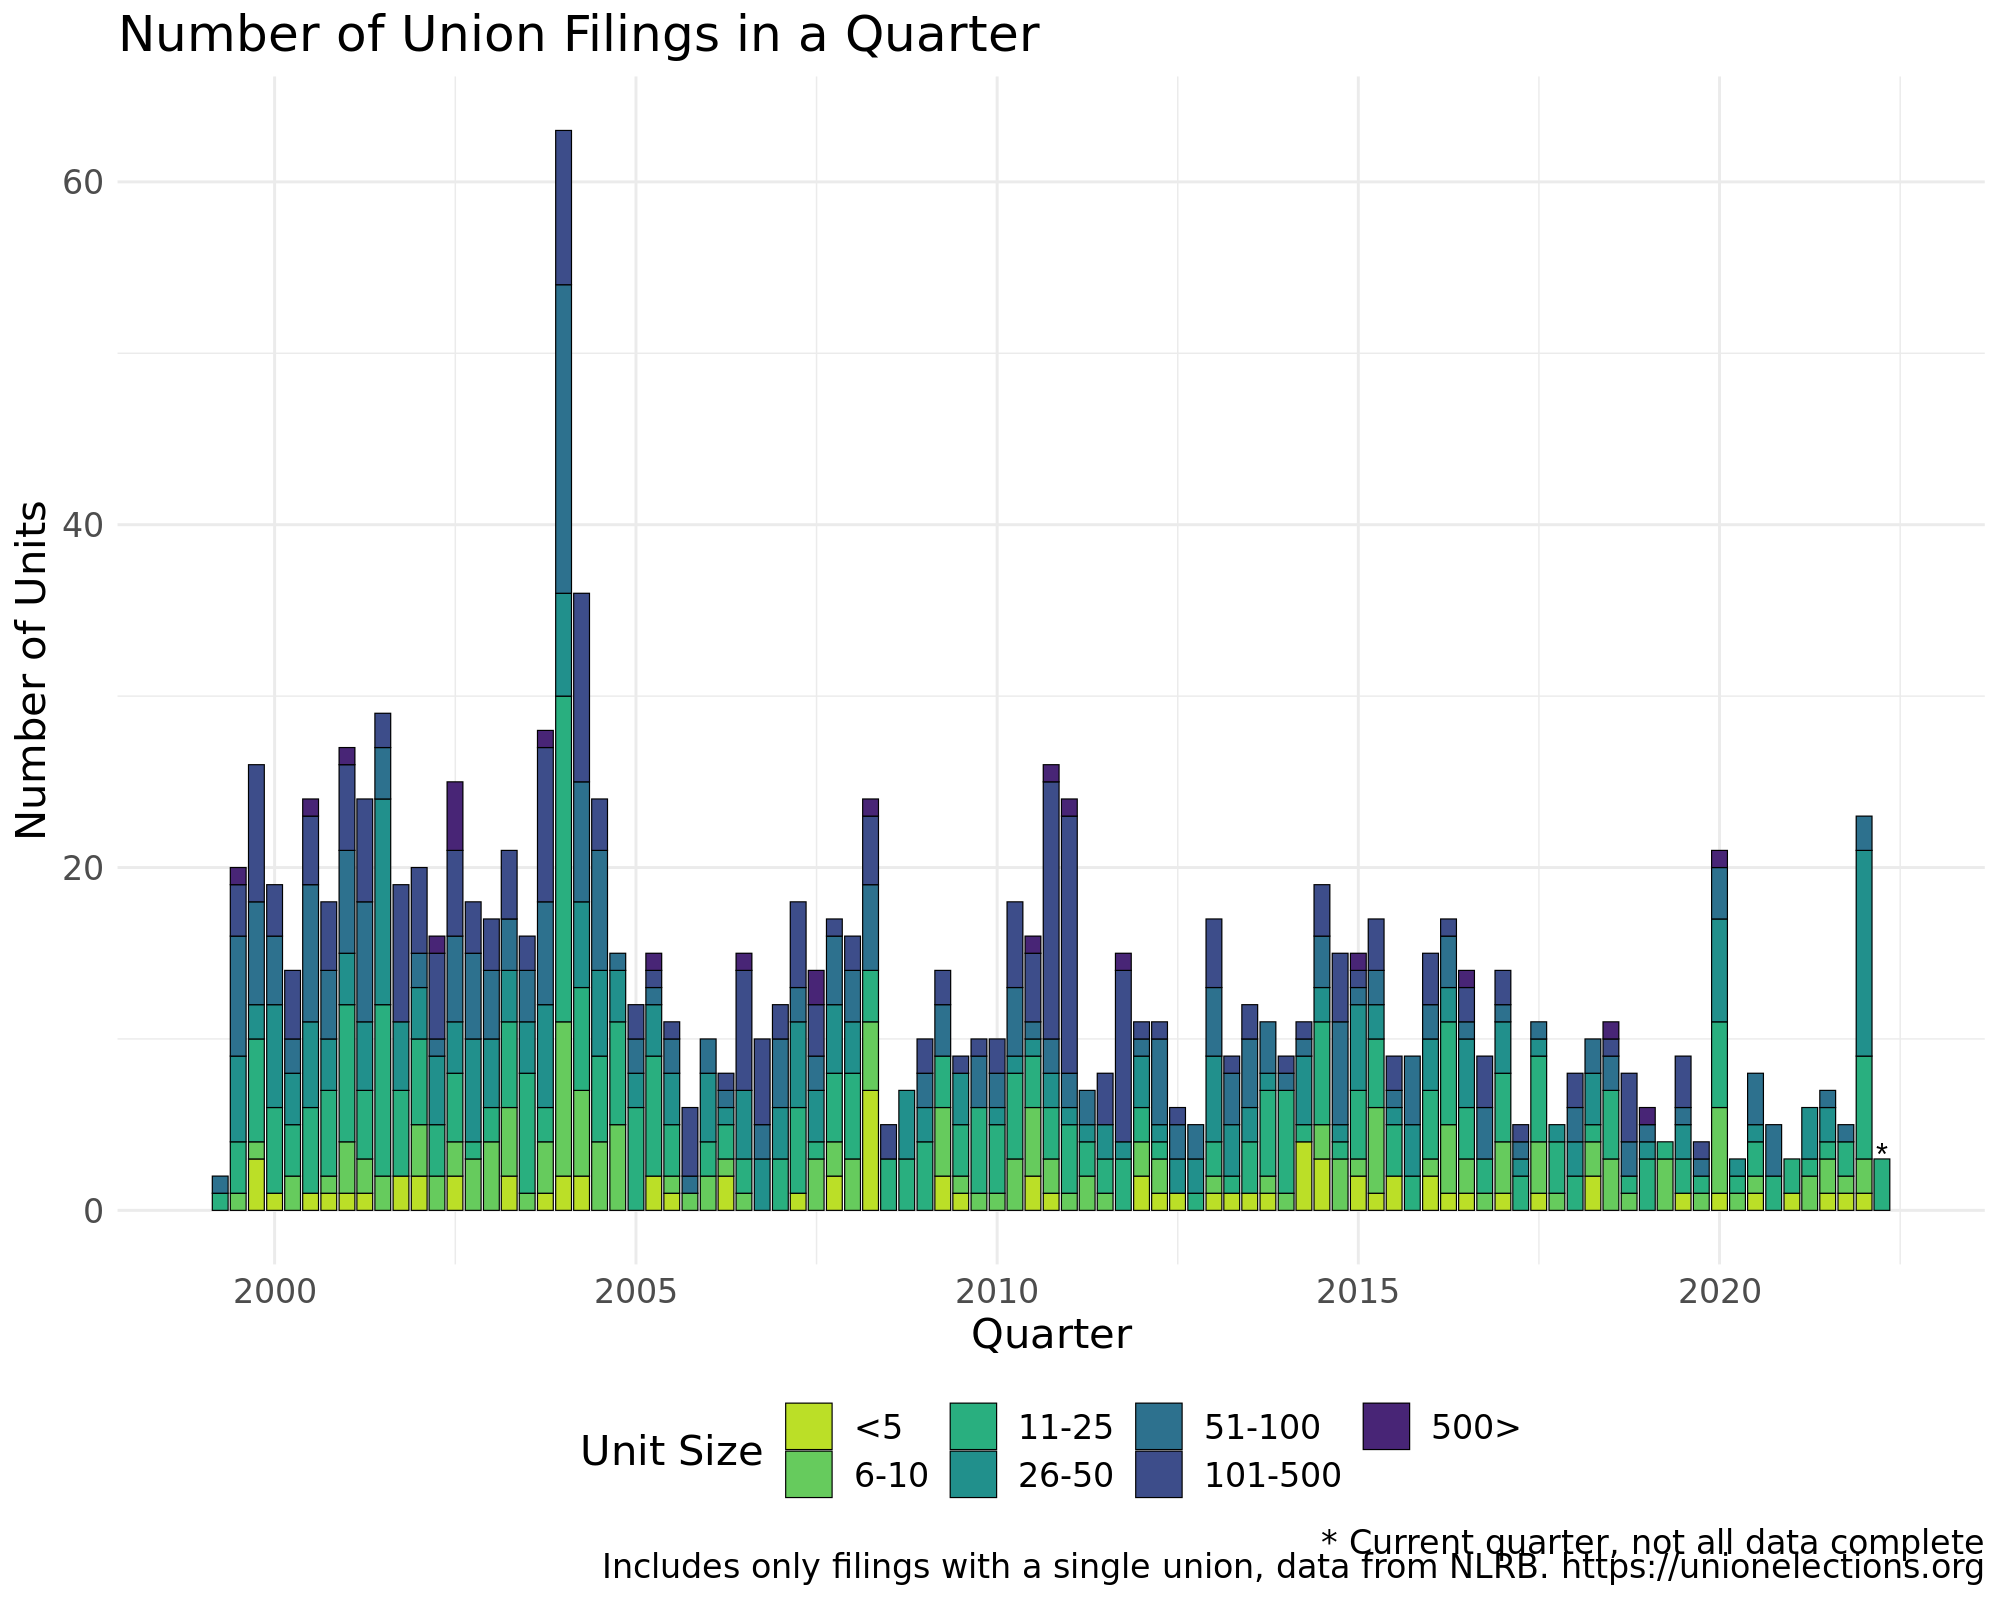 Number of Union Filings in a Quarter
Number of Units
60
40
20
0
*
2000 2005 2010 2015 2020
Quarter
Unit Size
<5 11-25 51-100 500>
6-10 26-50 101-500
* Current quarter, not all data complete
Includes only filings with a single union, data from NLRB. https://unionelections.org